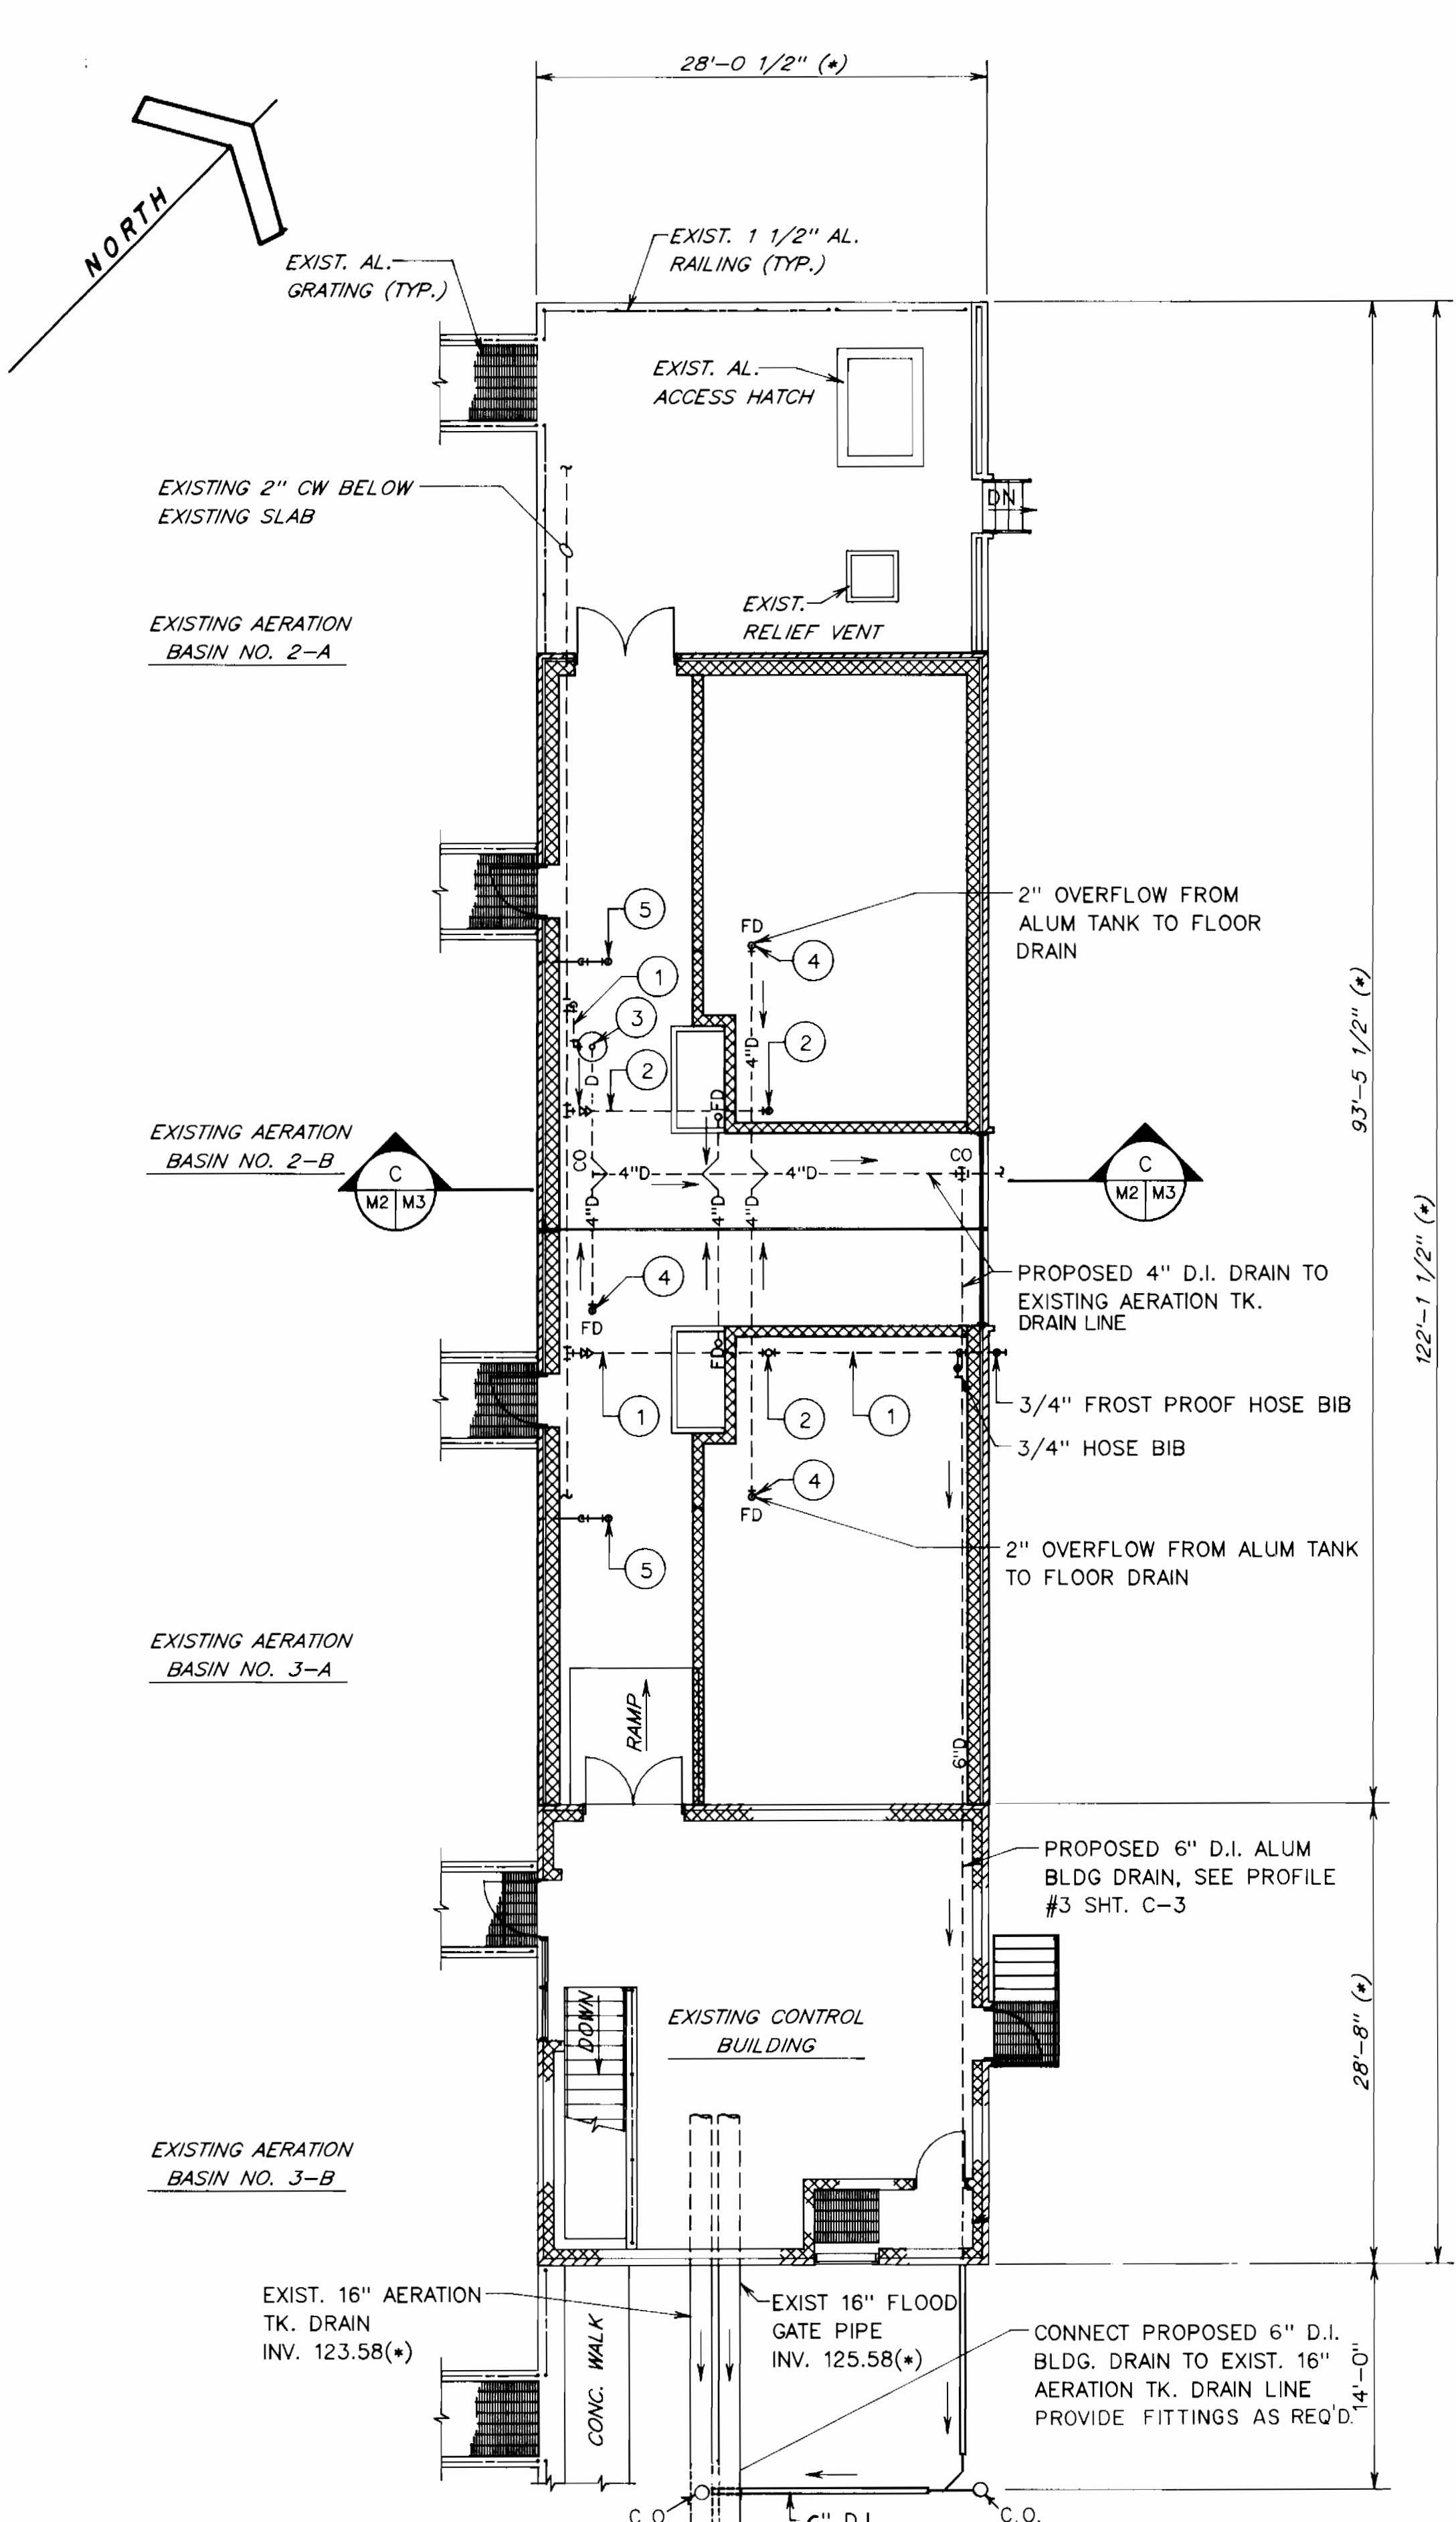 28'-0 1/2" (*)
NORTH
EXIST. 1 1/2" AL.
RAILING (TYP.)
EXIST. AL.
GRATING (TYP.)
EXIST. AL.
ACCESS HATCH
EXISTING 2" CW BELOW
EXISTING SLAB
DN
EXIST.
RELIEF VENT
EXISTING AERATION
BASIN NO. 2-A
2" OVERFLOW FROM
ALUM TANK TO FLOOR
DRAIN
5
FD
4
1
3
2
2
4"D
D
FD
93'-5 1/2" (*)
EXISTING AERATION
BASIN NO. 2-B
C
M2 M3
CO
4"D
4"D
CO
C
M2 M3
4"D
4"D
4"D
122'-1 1/2" (*)
4
FD
PROPOSED 4" D.I. DRAIN TO
EXISTING AERATION TK.
DRAIN LINE
FD
1
2
1
3/4" FROST PROOF HOSE BIB
3/4" HOSE BIB
4
FD
5
2" OVERFLOW FROM ALUM TANK
TO FLOOR DRAIN
EXISTING AERATION
BASIN NO. 3-A
RAMP
6"D
PROPOSED 6" D.I. ALUM
BLDG DRAIN, SEE PROFILE
#3 SHT. C-3
DOWN
EXISTING CONTROL
BUILDING
28'-8" (*)
EXISTING AERATION
BASIN NO. 3-B
EXIST. 16" AERATION
TK. DRAIN
INV. 123.58(*)
CONC. WALK
EXIST 16" FLOOD
GATE PIPE
INV. 125.58(*)
CONNECT PROPOSED 6" D.I.
BLDG. DRAIN TO EXIST. 16"
AERATION TK. DRAIN LINE
PROVIDE FITTINGS AS REQ'D.
14'-0"
C.O.
6" D.I.
C.O.